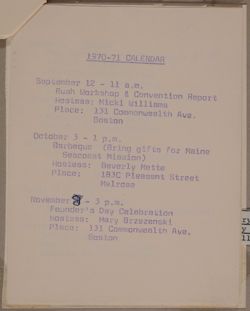 1970-71 CALENDAR
September 12 - 11 a.m.
Rush Workshop & Convention Report
Hostess: Micki Williams
Place: 131 Commonwealth Ave.
Boston
October 3 - 1 p.m.
Barbeque (Bring gifts for Maine
Seacoast Mission)
Hostess: Beverly Mette
Place: 183C Pleasant Street
Melrose
November - 3 p.m.
Founder's Day Celebration
Hostess: Mary Brzezenski
Place: 131 Commonwealth Ave.
Boston